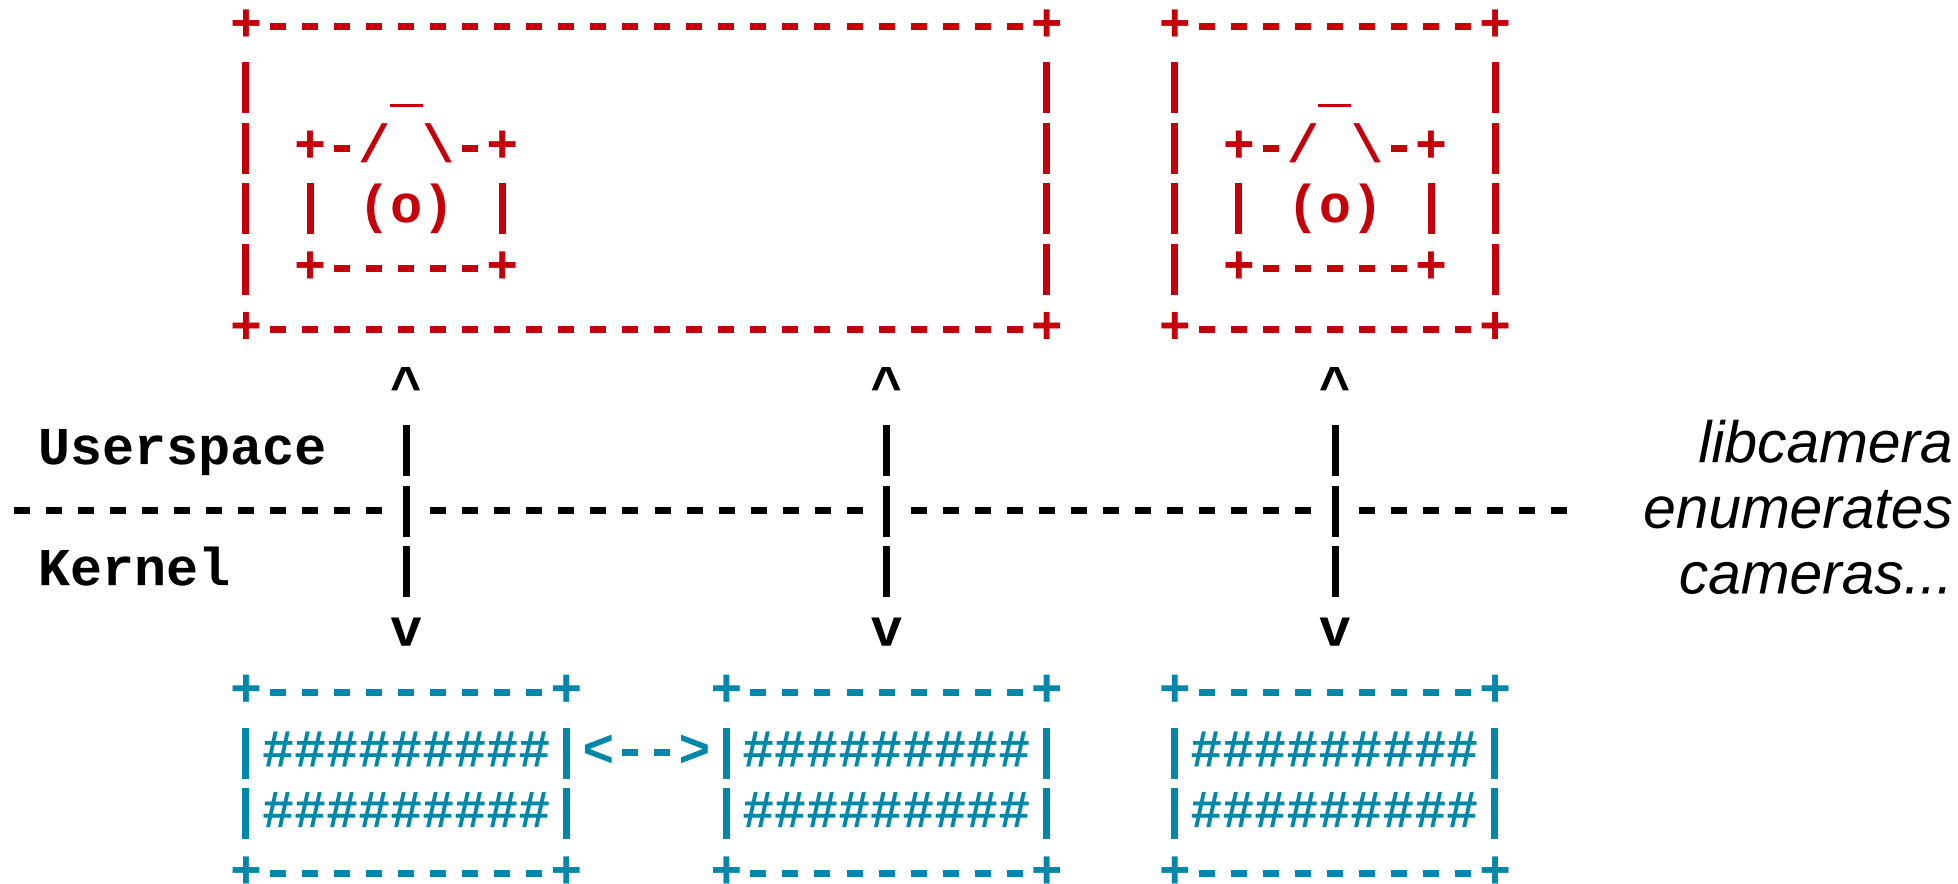 +-------------------------+   +---------+
|                         |   |         |
|    _                    |   |    _    |
| +-/ \-+                 |   | +-/ \-+ |
| | (o) |                 |   | | (o) | |
| +-----+                 |   | +-----+ |
+-------------------------+   +---------+
^ ^ ^
Userspace | | |
------------|--------------|-------------|-------
Kernel | | |
v v v
libcamera
enumerates
cameras...
+---------+    +---------+   +---------+
|#########|<-->|#########|   |#########|
|#########|    |#########|   |#########|
+---------+    +---------+   +---------+